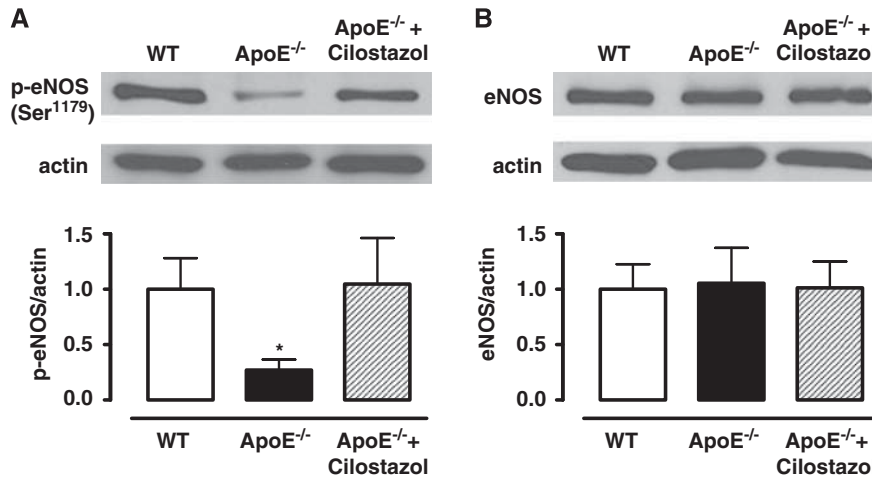 A
WT
ApoE⁻/⁻
ApoE⁻/⁻ +
Cilostazol
p-eNOS
(Ser¹¹⁷⁹)
actin
1.5
1.0
0.5
0.0
p-eNOS/actin
*
WT
ApoE⁻/⁻
ApoE⁻/⁻+
Cilostazol
B
WT
ApoE⁻/⁻
ApoE⁻/⁻ +
Cilostazo
eNOS
actin
1.5
1.0
0.5
0.0
eNOS/actin
WT
ApoE⁻/⁻
ApoE⁻/⁻+
Cilostazo